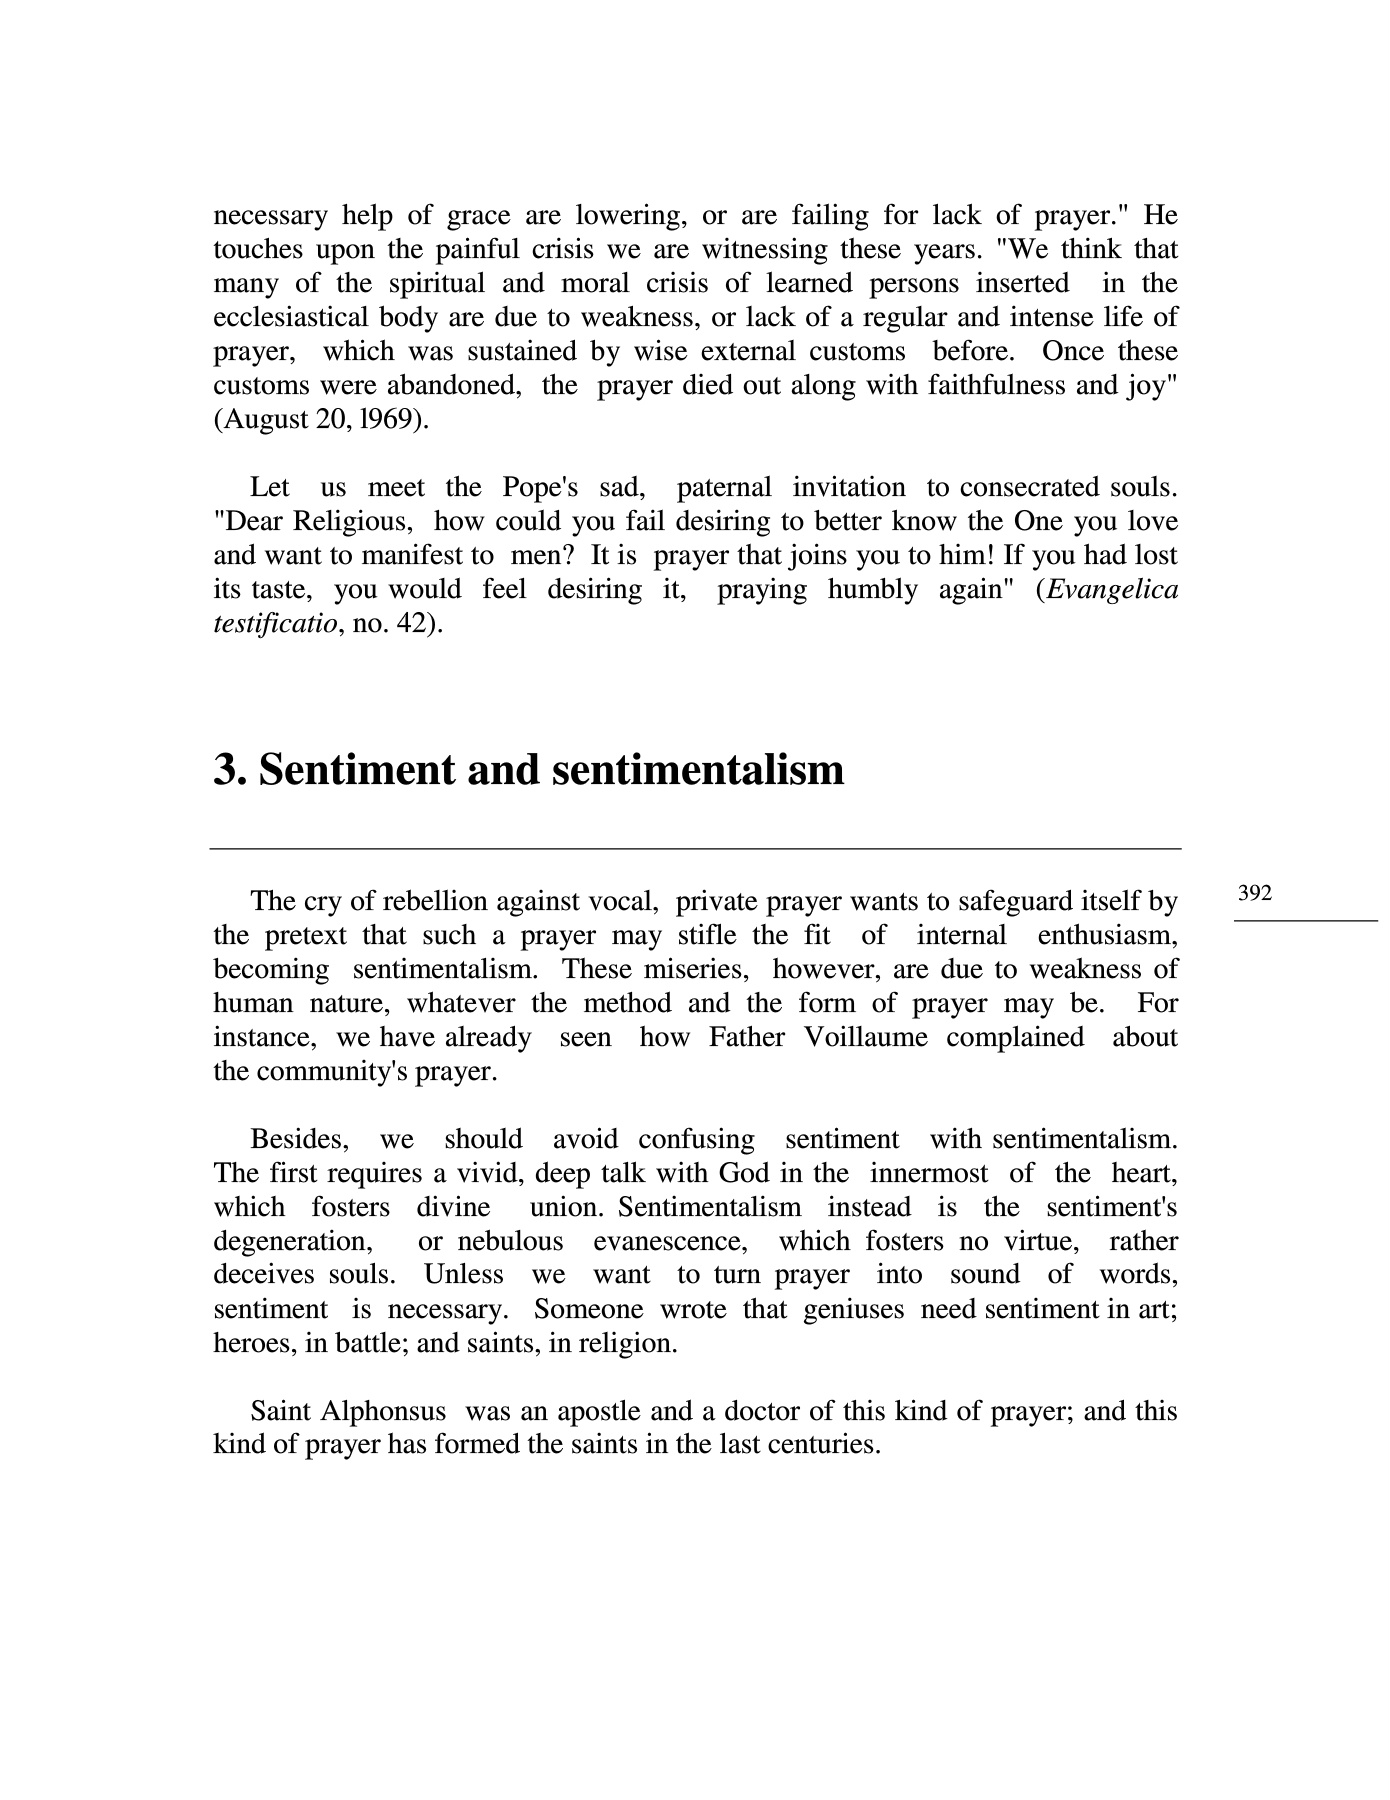 necessary help of grace are lowering, or are failing for lack of prayer." He
touches upon the painful crisis we are witnessing these years. "We think that
many of the spiritual and moral crisis of learned persons inserted in the
ecclesiastical body are due to weakness, or lack of a regular and intense life of
prayer, which was sustained by wise external customs before. Once these
customs were abandoned, the prayer died out along with faithfulness and joy"
(August 20, l969).
Let us meet the Pope's sad, paternal invitation to consecrated souls.
"Dear Religious, how could you fail desiring to better know the One you love
and want to manifest to men? It is prayer that joins you to him! If you had lost
its taste, you would feel desiring it, praying humbly again" (Evangelica
testificatio, no. 42).
3. Sentiment and sentimentalism
392
The cry of rebellion against vocal, private prayer wants to safeguard itself by
the pretext that such a prayer may stifle the fit of internal enthusiasm,
becoming sentimentalism. These miseries, however, are due to weakness of
human nature, whatever the method and the form of prayer may be. For
instance, we have already seen how Father Voillaume complained about
the community's prayer.
Besides, we should avoid confusing sentiment with sentimentalism.
The first requires a vivid, deep talk with God in the innermost of the heart,
which fosters divine union. Sentimentalism instead is the sentiment's
degeneration, or nebulous evanescence, which fosters no virtue, rather
deceives souls. Unless we want to turn prayer into sound of words,
sentiment is necessary. Someone wrote that geniuses need sentiment in art;
heroes, in battle; and saints, in religion.
Saint Alphonsus was an apostle and a doctor of this kind of prayer; and this
kind of prayer has formed the saints in the last centuries.